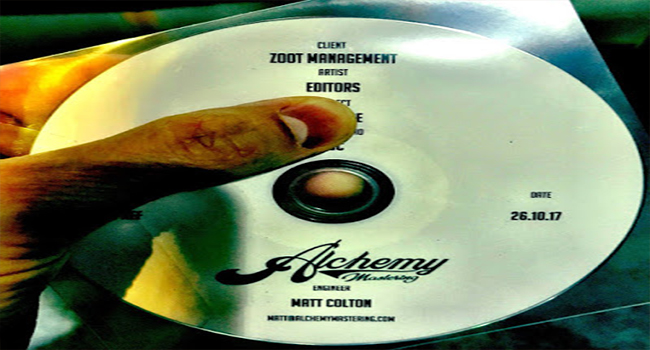 CLIENT
ZOOT MANAGEMENT
ARTIST
EDITORS
DATE
26.10.17
Alchemy
Mastering
ENGINEER
MATT COLTON
MATT@ALCHEMYMASTERING.COM